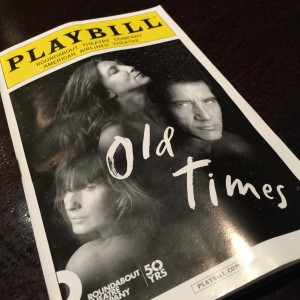 PLAYBILL
ROUNDABOUT THEATRE COMPANY
AMERICAN AIRLINES THEATRE
Old
Times
ROUNDABOUT
THEATRE
COMPANY
50
YRS
PLAYBILL.COM